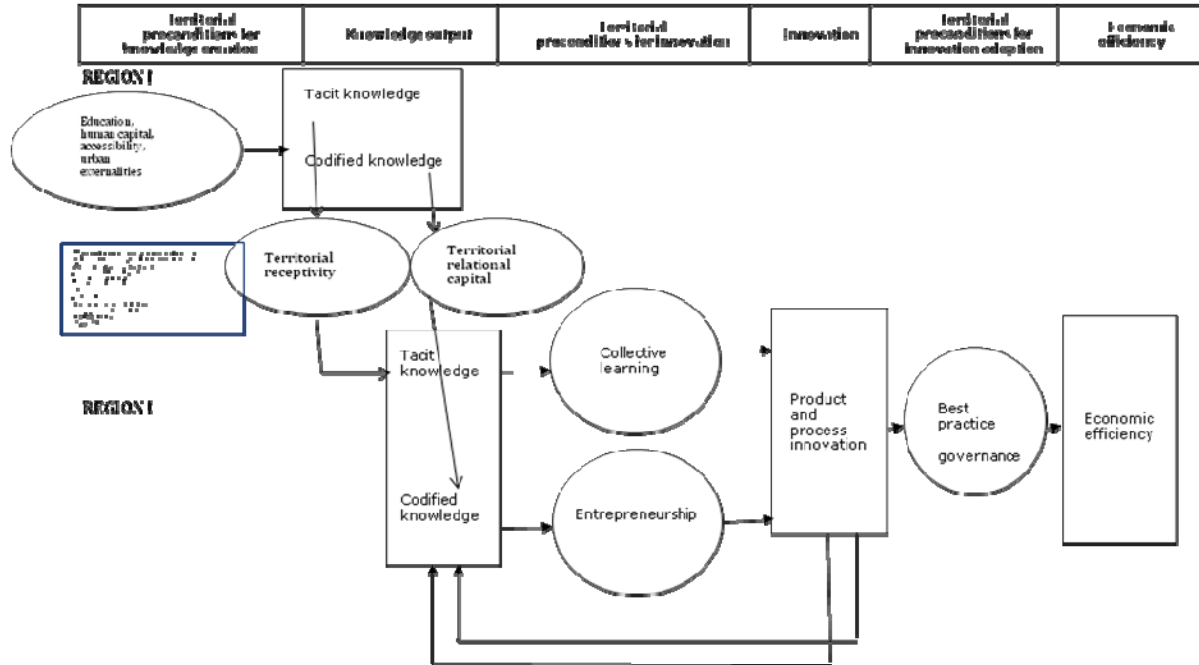 Territorial
preconditions for
knowledge creation
Knowledge output
Territorial
preconditions for innovation
Innovation
Territorial
preconditions for
innovation adoption
Economic
efficiency
REGION
Education,
human capital,
accessibility,
urban
externalities
Tacit knowledge
Codified knowledge
Territorial
receptivity
Territorial
relational
capital
REGION
Tacit
knowledge
Codified
knowledge
Collective
learning
Entrepreneurship
Product
and
process
innovation
Best
practice
governance
Economic
efficiency